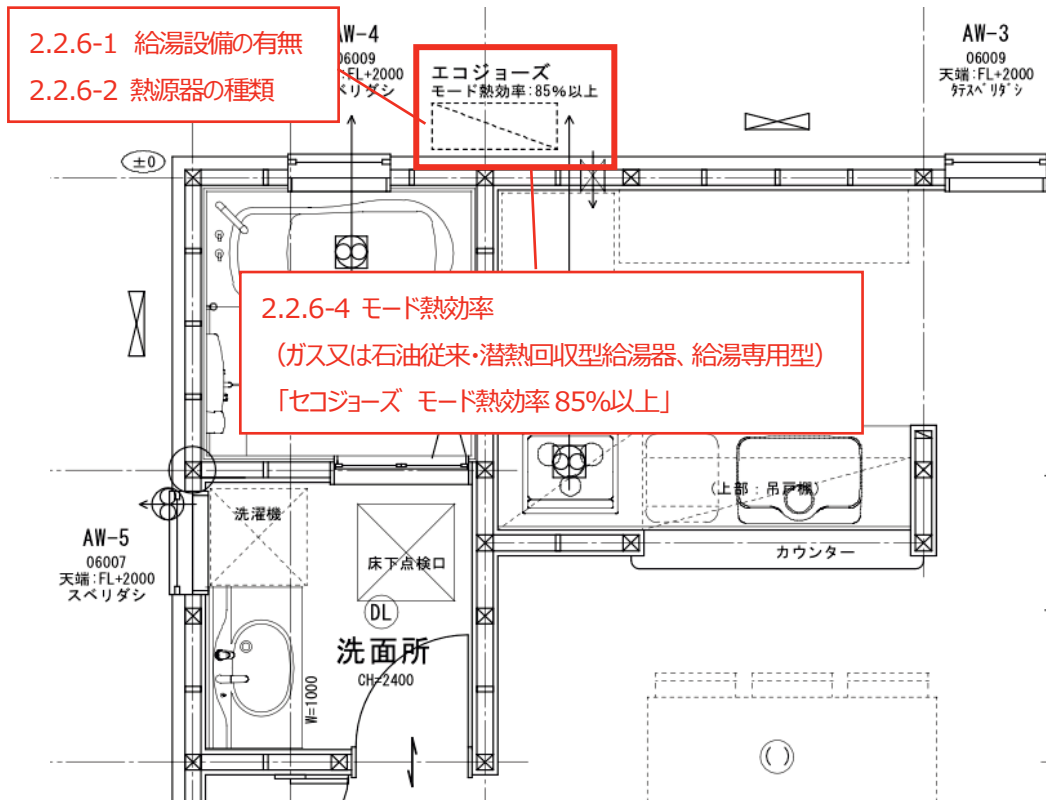 2.2.6-1 給湯設備の有無
2.2.6-2 熱源器の種類
W-4
06009
:FL+2000
ベリダシ
エコジョーズ
モード熱効率:85%以上
AW-3
06009
天端:FL+2000
タテスベリダシ
±0
2.2.6-4 モード熱効率
(ガス又は石油従来・潜熱回収型給湯器、給湯専用型)
「セコジョーズ モード熱効率 85%以上」
(上部:吊戸棚)
カウンター
洗濯機
床下点検口
AW-5
06007
天端:FL+2000
スベリダシ
DL
洗面所
CH=2400
W=1000